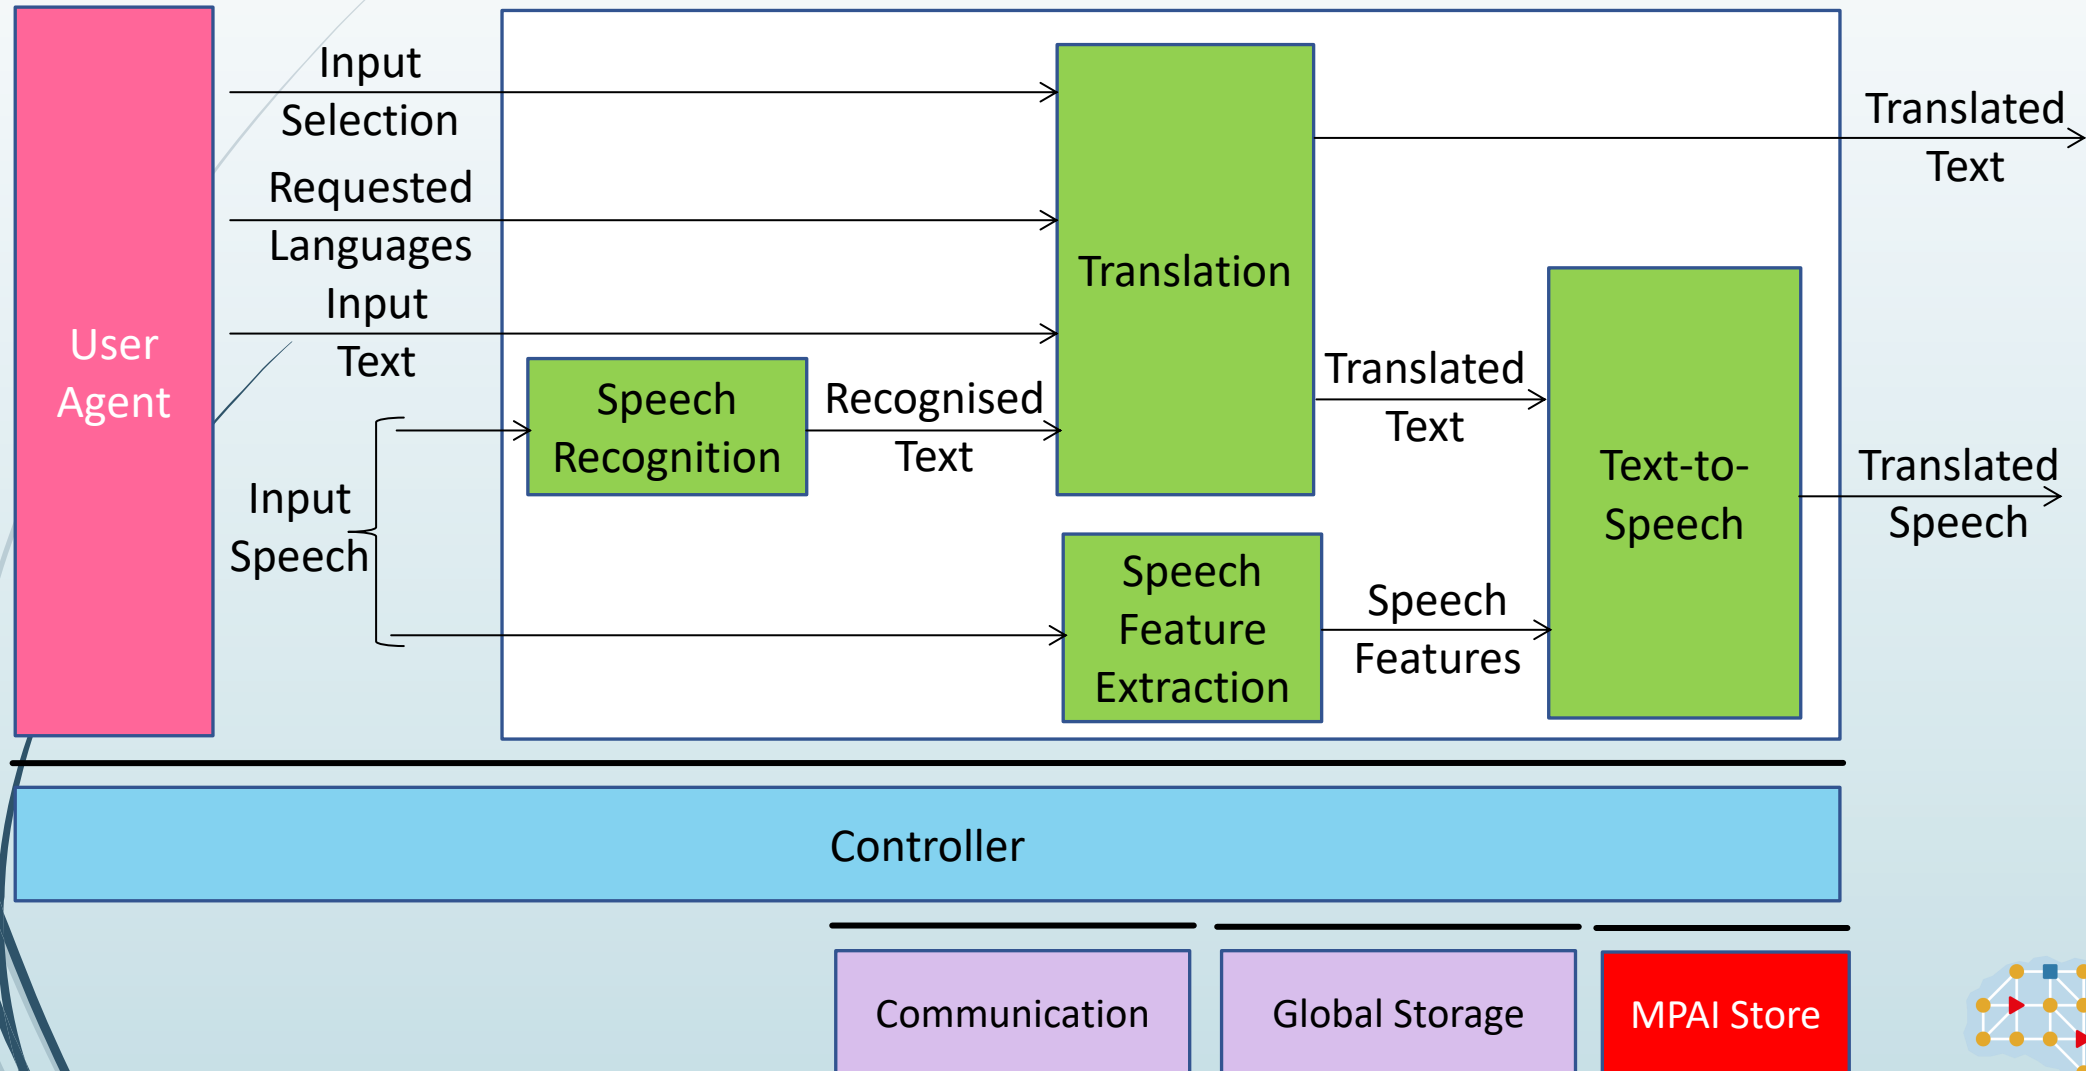 User
Agent
Input
Selection
Requested
Languages
Input
Text
Input
Speech
Speech
Recognition
Recognised
Text
Translation
Speech
Feature
Extraction
Translated
Text
Speech
Features
Text-to-
Speech
Translated
Text
Translated
Speech
Controller
Communication
Global Storage
MPAI Store